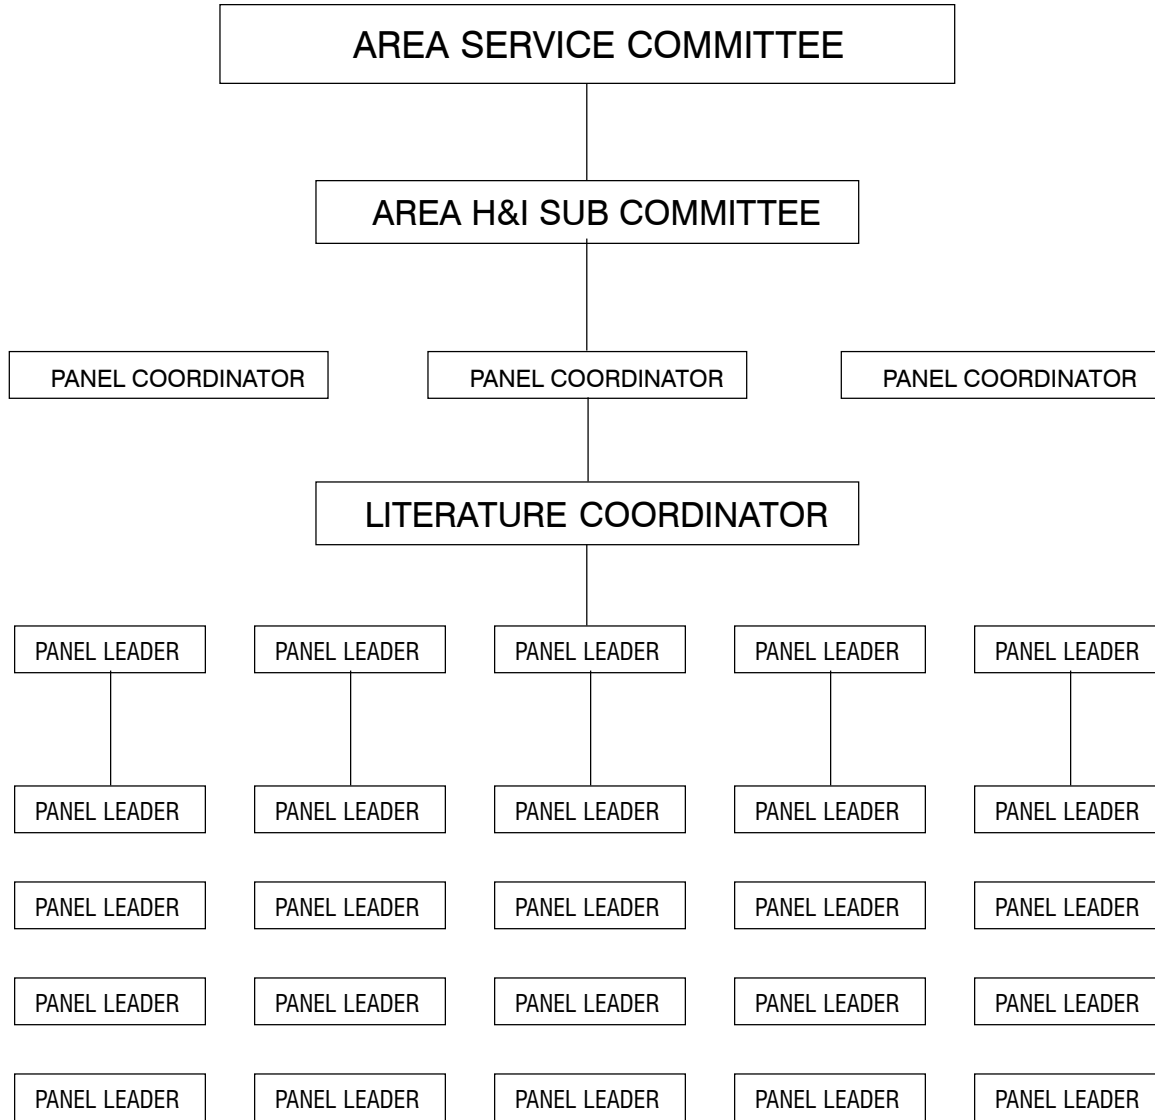 AREA SERVICE COMMITTEE
AREA H&I SUB COMMITTEE
PANEL COORDINATOR PANEL COORDINATOR PANEL COORDINATOR
LITERATURE COORDINATOR
PANEL LEADER PANEL LEADER PANEL LEADER PANEL LEADER PANEL LEADER
PANEL LEADER PANEL LEADER PANEL LEADER PANEL LEADER PANEL LEADER
PANEL LEADER PANEL LEADER PANEL LEADER PANEL LEADER PANEL LEADER
PANEL LEADER PANEL LEADER PANEL LEADER PANEL LEADER PANEL LEADER
PANEL LEADER PANEL LEADER PANEL LEADER PANEL LEADER PANEL LEADER